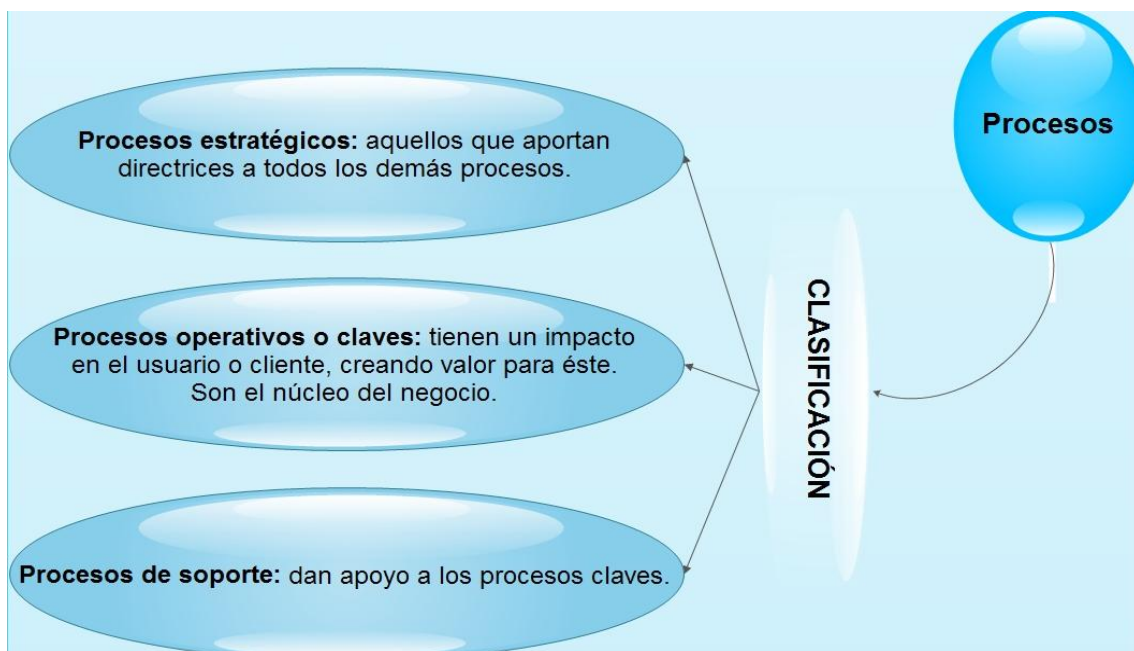 Procesos
CLASIFICACIÓN
Procesos estratégicos: aquellos que aportan
directrices a todos los demás procesos.
Procesos operativos o claves: tienen un impacto
en el usuario o cliente, creando valor para éste.
Son el núcleo del negocio.
Procesos de soporte: dan apoyo a los procesos claves.